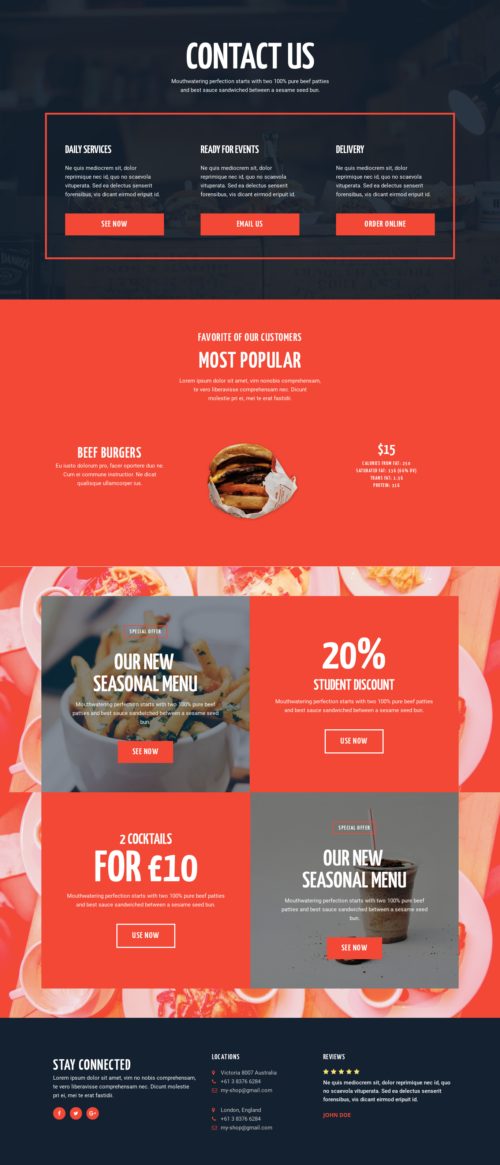 CONTACT US
Mouthwatering perfection starts with two 100% pure beef patties
and best sauce sandwiched between a sesame seed bun.
DAILY SERVICES
Ne quis mediocrem sit, dolor
reprimique nec id, quo no scaevola
vituperata. Sed ea delectus senserit
forensibus, vis dicant eirmod eripuit id.
SEE NOW
READY FOR EVENTS
Ne quis mediocrem sit, dolor
reprimique nec id, quo no scaevola
vituperata. Sed ea delectus senserit
forensibus, vis dicant eirmod eripuit id.
EMAIL US
DELIVERY
Ne quis mediocrem sit, dolor
reprimique nec id, quo no scaevola
vituperata. Sed ea delectus senserit
forensibus, vis dicant eirmod eripuit id.
ORDER ONLINE
FAVORITE OF OUR CUSTOMERS
MOST POPULAR
Lorem ipsum dolor sit amet, vim nonobis comprehensam,
te vero liberavisse comprehensam nec. Dicunt
molestie pri ei, mei te erat fastidii.
BEEF BURGERS
Eu iusto dolorum pro, facer oportere duo ne.
Cum ei commune instructior. Ne dicat
qualisque ullamcorper ius.
$15
CALORIES FROM FAT: 250
TRANS FAT: 2.5G
SPECIAL OFFER
OUR NEW
SEASONAL MENU
Mouthwatering perfection starts with two 100% pure beef
patties and best sauce sandwiched between a sesame seed
bun.
SEE NOW
20%
STUDENT DISCOUNT
Mouthwatering perfection starts with two 100% pure beef patties
and best sauce sandwiched between a sesame seed bun.
USE NOW
2 COCKTAILS
FOR £10
Mouthwatering perfection starts with two 100% pure beef patties
and best sauce sandwiched between a sesame seed bun.
USE NOW
SPECIAL OFFER
OUR NEW
SEASONAL MENU
Mouthwatering perfection starts with two 100% pure beef
patties and best sauce sandwiched between a sesame seed
bun.
SEE NOW
STAY CONNECTED
Lorem ipsum dolor sit amet, vim no nobis comprehensam,
te vero liberavisse comprehensam nec. Dicunt molestie
pri ei, mei te erat fastidii.
LOCATIONS
Victoria 8007 Australia
+61 3 8376 6284
my-shop@gmail.com
London, England
+61 3 8376 6284
my-shop@gmail.com
REVIEWS
Ne quis mediocrem sit, dolor reprimique nec id, quo
no scaevola vituperata. Sed ea delectus senserit
forensibus, vis dicant eirmod eripuit id.
JOHN DOE